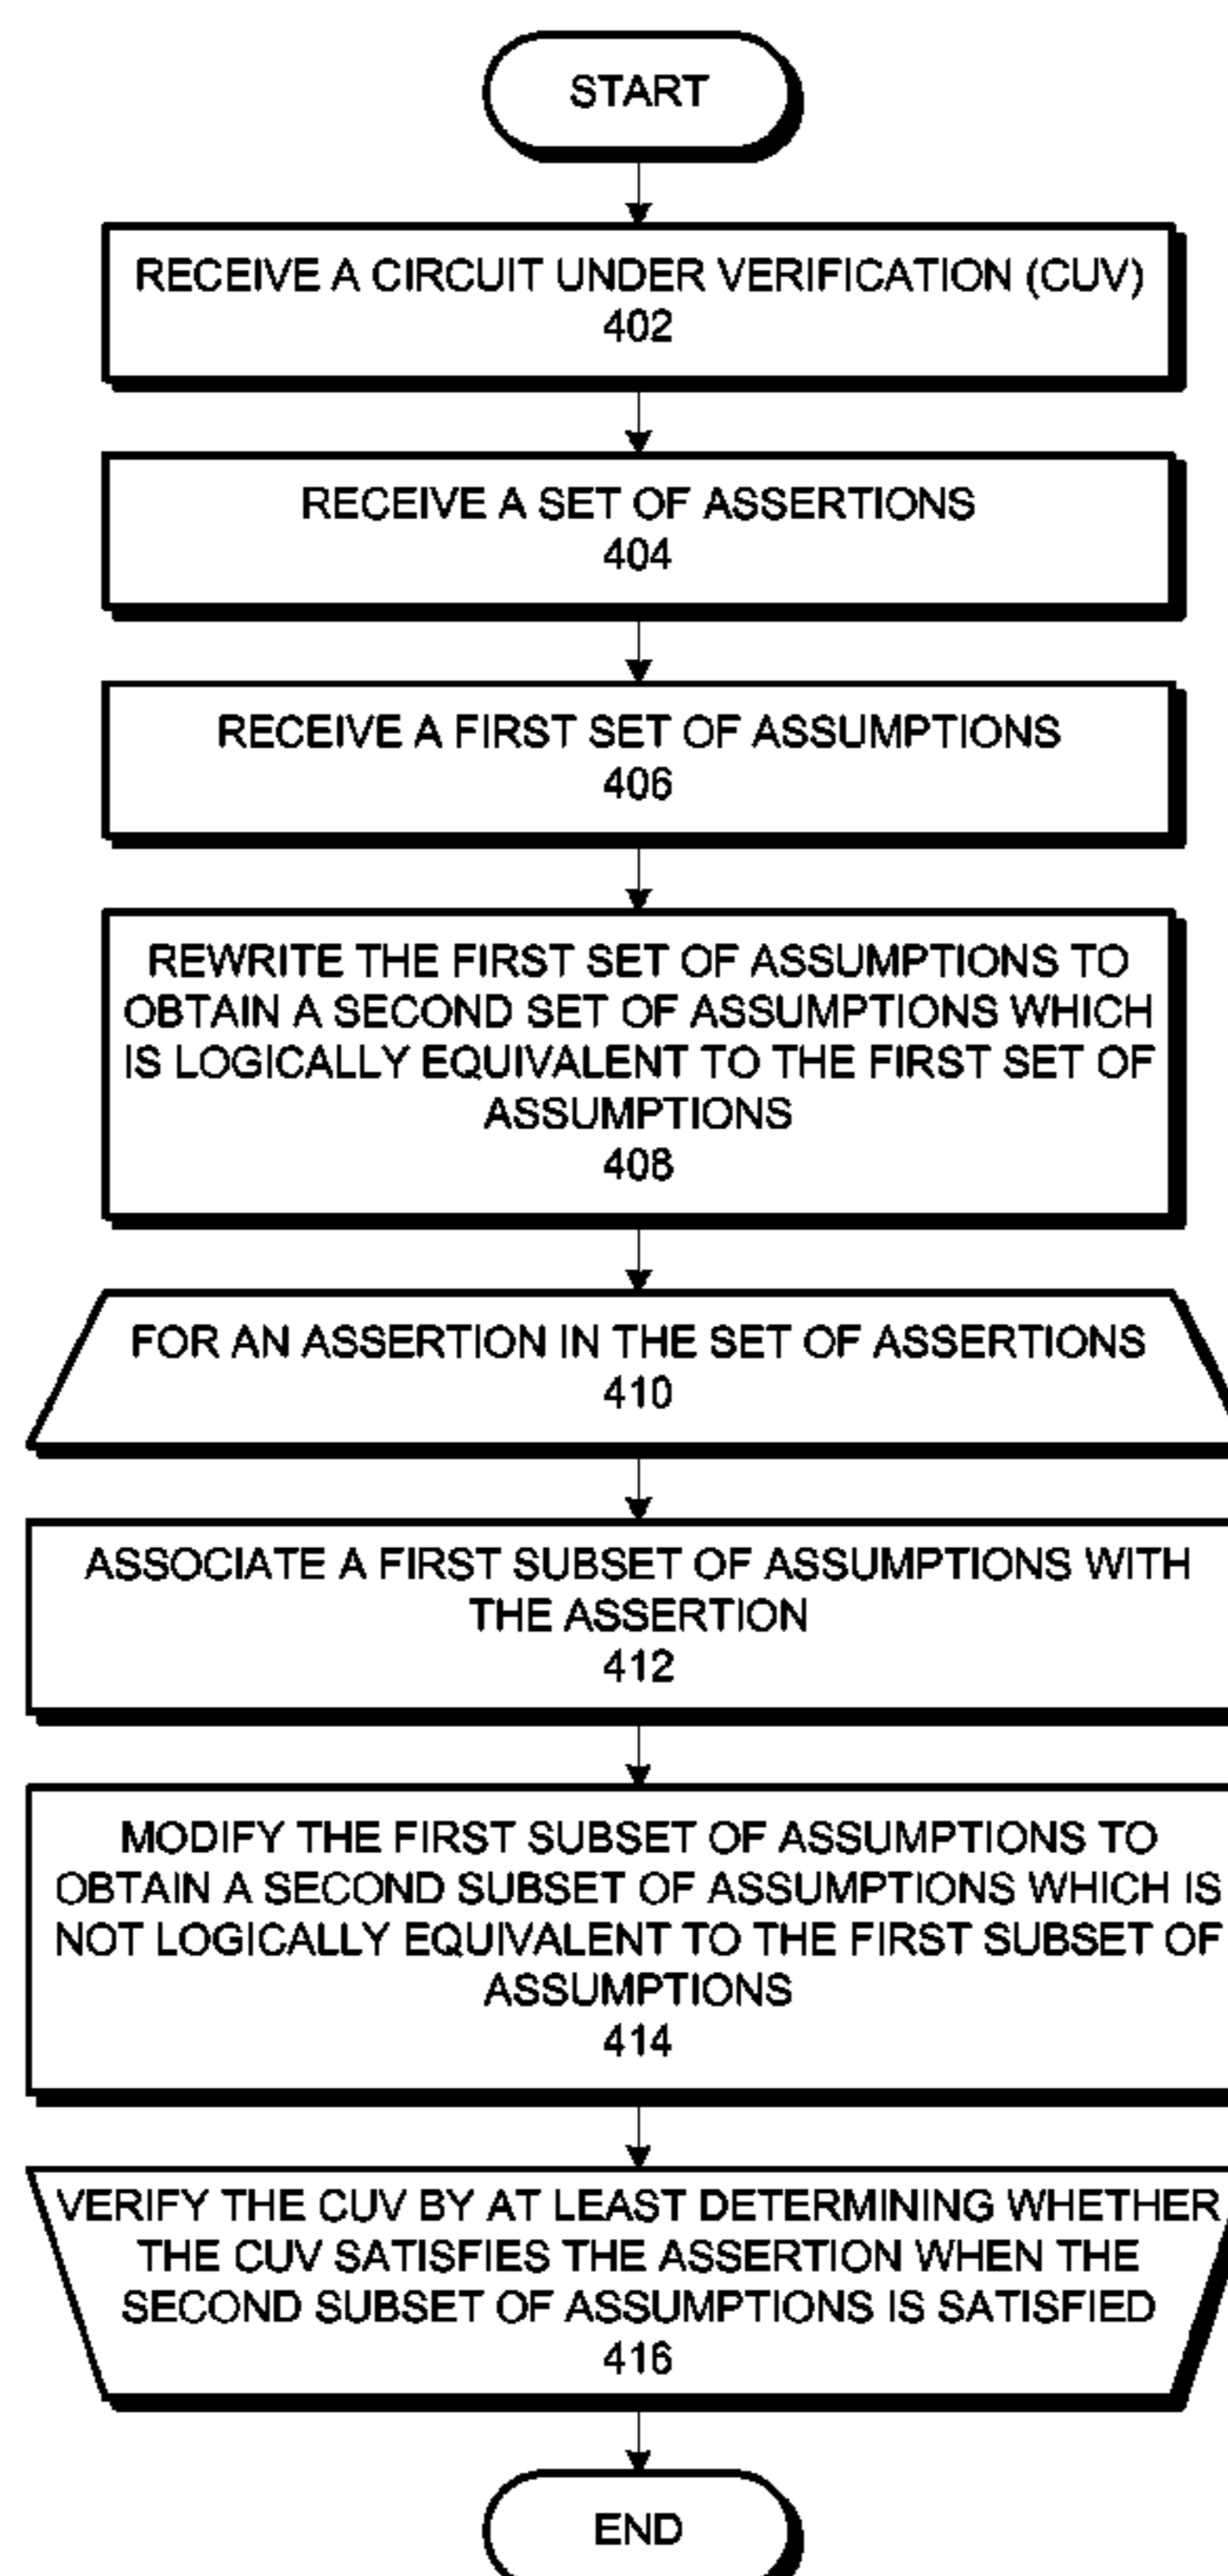 START
RECEIVE A CIRCUIT UNDER VERIFICATION (CUV)
402
RECEIVE A SET OF ASSERTIONS
404
RECEIVE A FIRST SET OF ASSUMPTIONS
406
REWRITE THE FIRST SET OF ASSUMPTIONS TO
OBTAIN A SECOND SET OF ASSUMPTIONS WHICH
IS LOGICALLY EQUIVALENT TO THE FIRST SET OF
ASSUMPTIONS
408
FOR AN ASSERTION IN THE SET OF ASSERTIONS
410
ASSOCIATE A FIRST SUBSET OF ASSUMPTIONS WITH
THE ASSERTION
412
MODIFY THE FIRST SUBSET OF ASSUMPTIONS TO
OBTAIN A SECOND SUBSET OF ASSUMPTIONS WHICH IS
NOT LOGICALLY EQUIVALENT TO THE FIRST SUBSET OF
ASSUMPTIONS
414
VERIFY THE CUV BY AT LEAST DETERMINING WHETHER
THE CUV SATISFIES THE ASSERTION WHEN THE
SECOND SUBSET OF ASSUMPTIONS IS SATISFIED
416
END